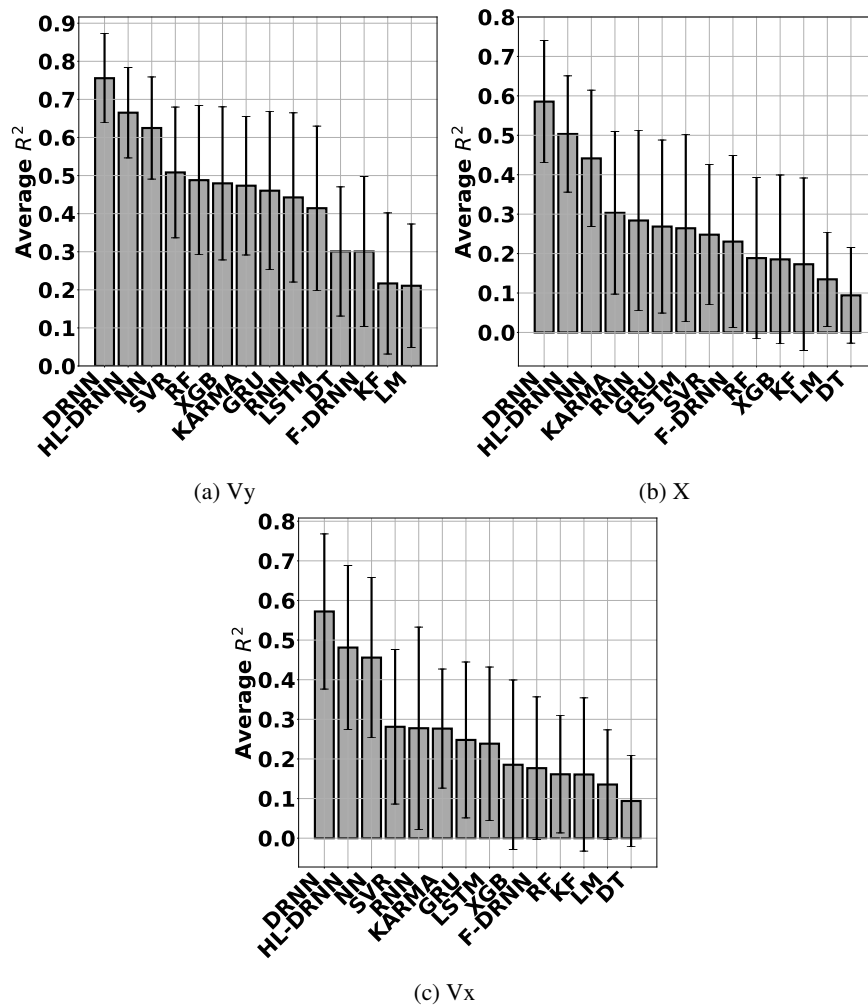 0.9
0.8
0.7
0.6
0.5
0.4
0.3
0.2
0.1
0.0
Average R²
DRNN
HL-DRNN
NN
SVR
RF
XGB
KARMA
GRU
RNN
LSTM
DT
F-DRNN
KF
LM
(a) Vy
0.8
0.7
0.6
0.5
0.4
0.3
0.2
0.1
0.0
Average R²
DRNN
HL-DRNN
NN
KARMA
RNN
GRU
LSTM
SVR
F-DRNN
RF
XGB
KF
LM
DT
(b) X
0.8
0.7
0.6
0.5
0.4
0.3
0.2
0.1
0.0
Average R²
DRNN
HL-DRNN
NN
SVR
RNN
KARMA
GRU
LSTM
XGB
F-DRNN
RF
KF
LM
DT
(c) Vx